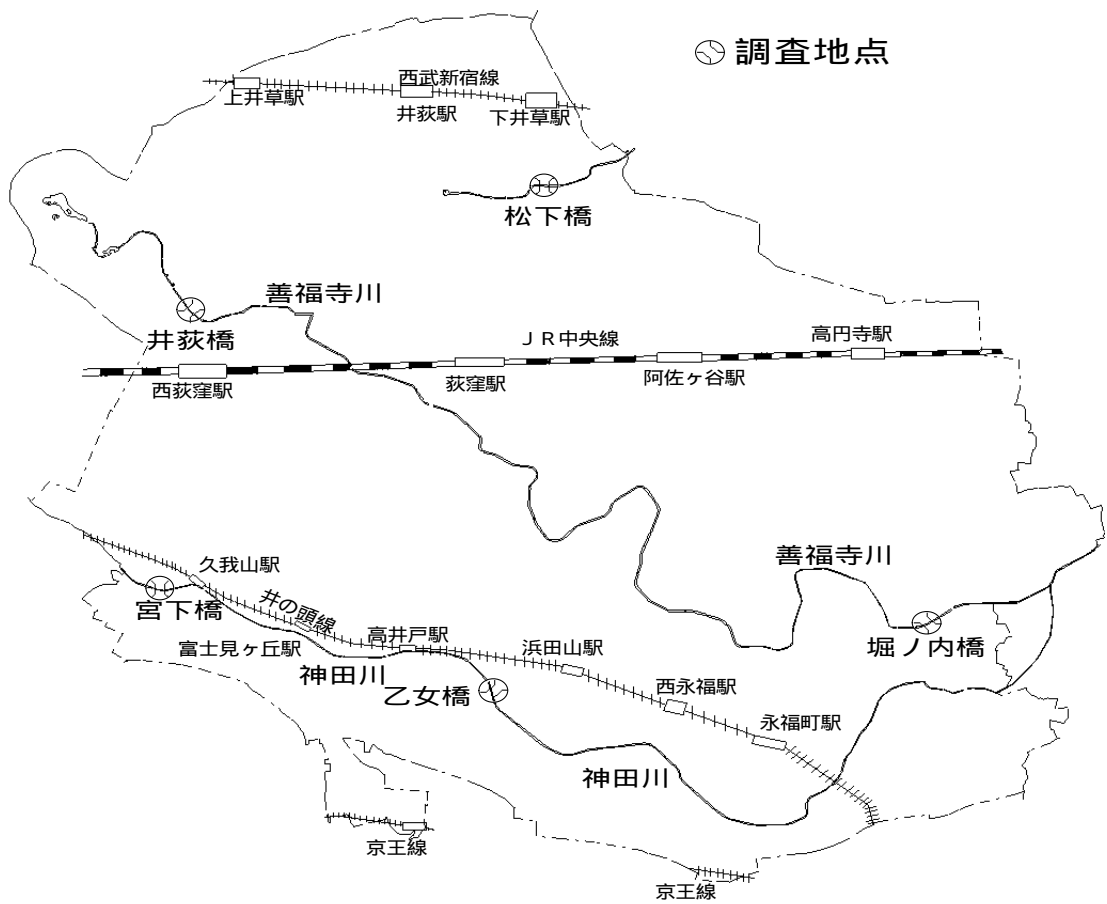 調査地点
西武新宿線
上井草駅
井荻駅
下井草駅
松下橋
善福寺川
井荻橋
ＪＲ中央線
高円寺駅
西荻窪駅
荻窪駅
阿佐ヶ谷駅
善福寺川
久我山駅
宮下橋
井の頭線
高井戸駅
富士見ヶ丘駅
浜田山駅
堀ノ内橋
神田川
乙女橋
西永福駅
永福町駅
神田川
京王線
京王線